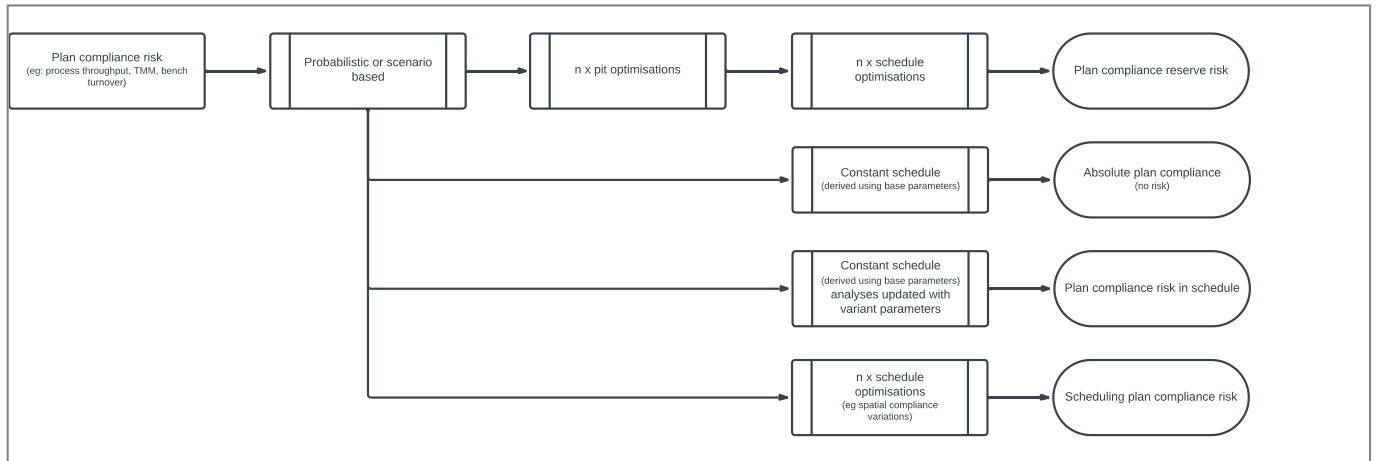 Plan compliance risk
(eg: process throughput, TMM, bench
turnover)
Probabilistic or scenario
based
n x pit optimisations
n x schedule
optimisations
Plan compliance reserve risk
Constant schedule
(derived using base parameters)
Absolute plan compliance
(no risk)
Constant schedule
(derived using base parameters)
analyses updated with
variant parameters
Plan compliance risk in schedule
n x schedule
optimisations
(eg spatial compliance
variations)
Scheduling plan compliance risk